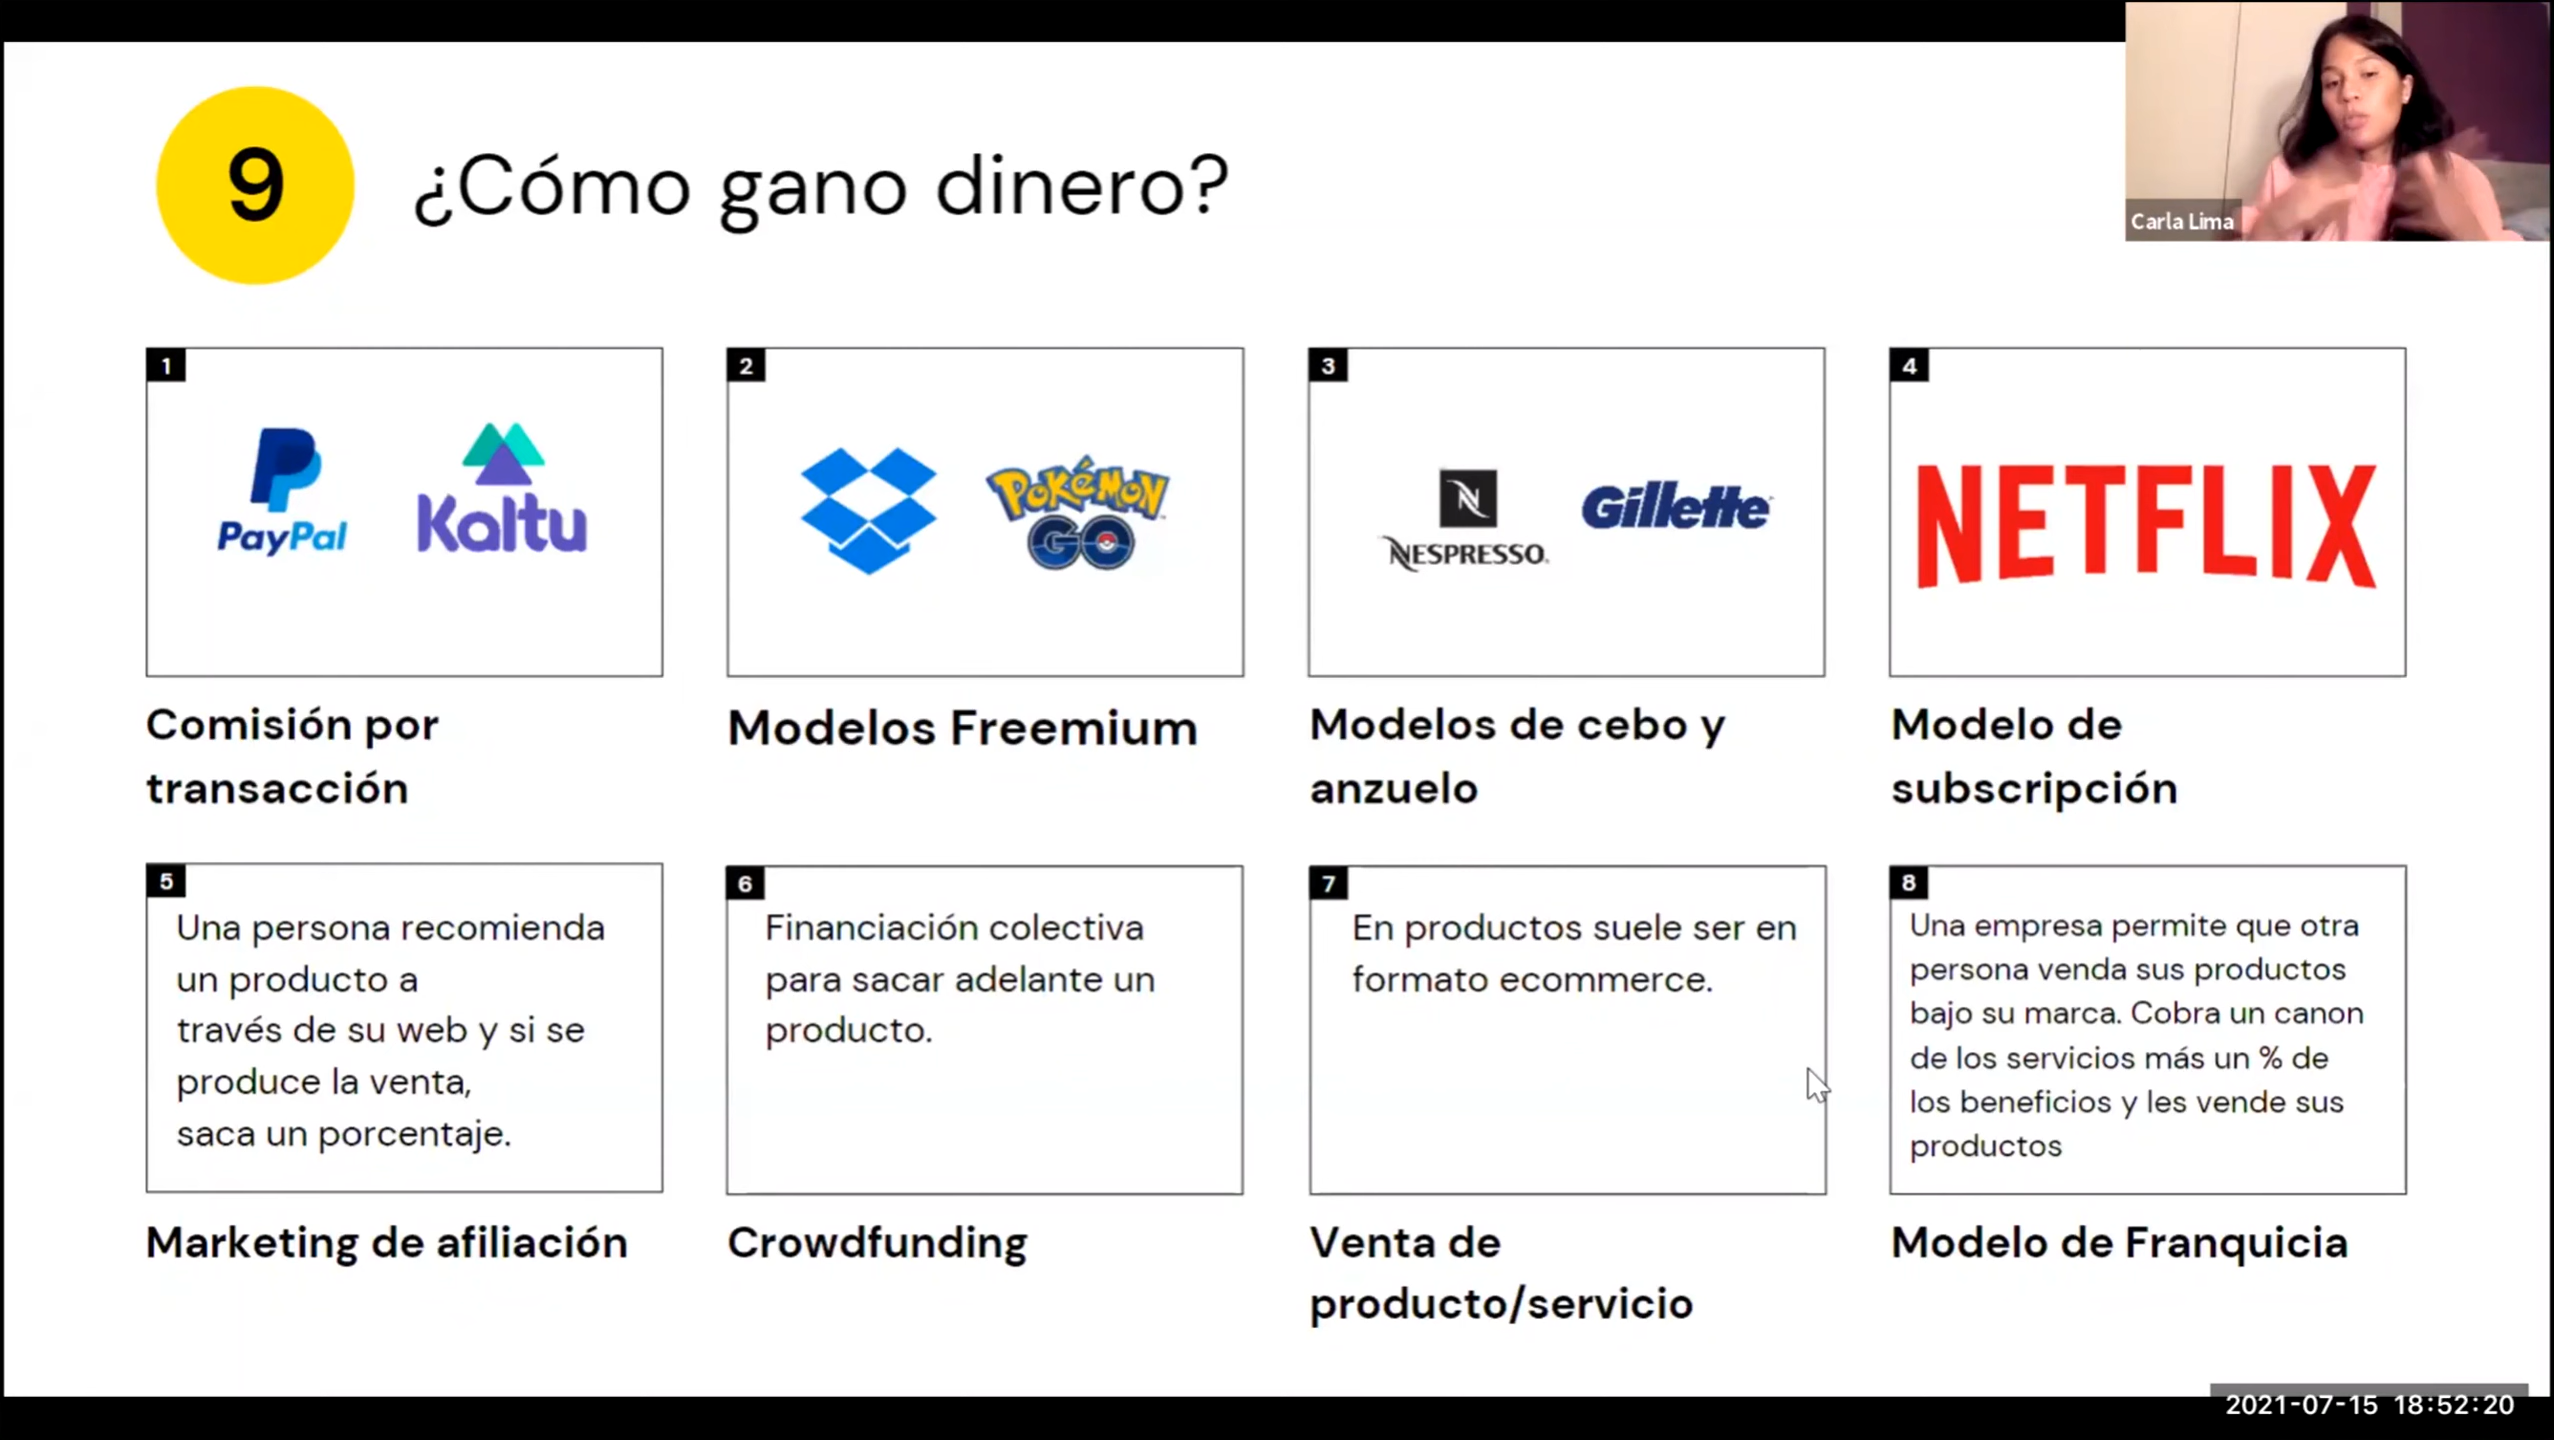 9
¿Cómo gano dinero?
Carla Lima
1
PayPal
Kaltu
2
Pokémon
GO
3
N
NESPRESSO.
Gillette
4
NETFLIX
Comisión por
transacción
Modelos Freemium
Modelos de cebo y
anzuelo
Modelo de
subscripción
5
Una persona recomienda
un producto a
través de su web y si se
produce la venta,
saca un porcentaje.
6
Financiación colectiva
para sacar adelante un
producto.
7
En productos suele ser en
formato ecommerce.
8
Una empresa permite que otra
persona venda sus productos
bajo su marca. Cobra un canon
de los servicios más un % de
los beneficios y les vende sus
productos
Marketing de afiliación
Crowdfunding
Venta de
producto/servicio
Modelo de Franquicia
2021-07-15 18:52:20